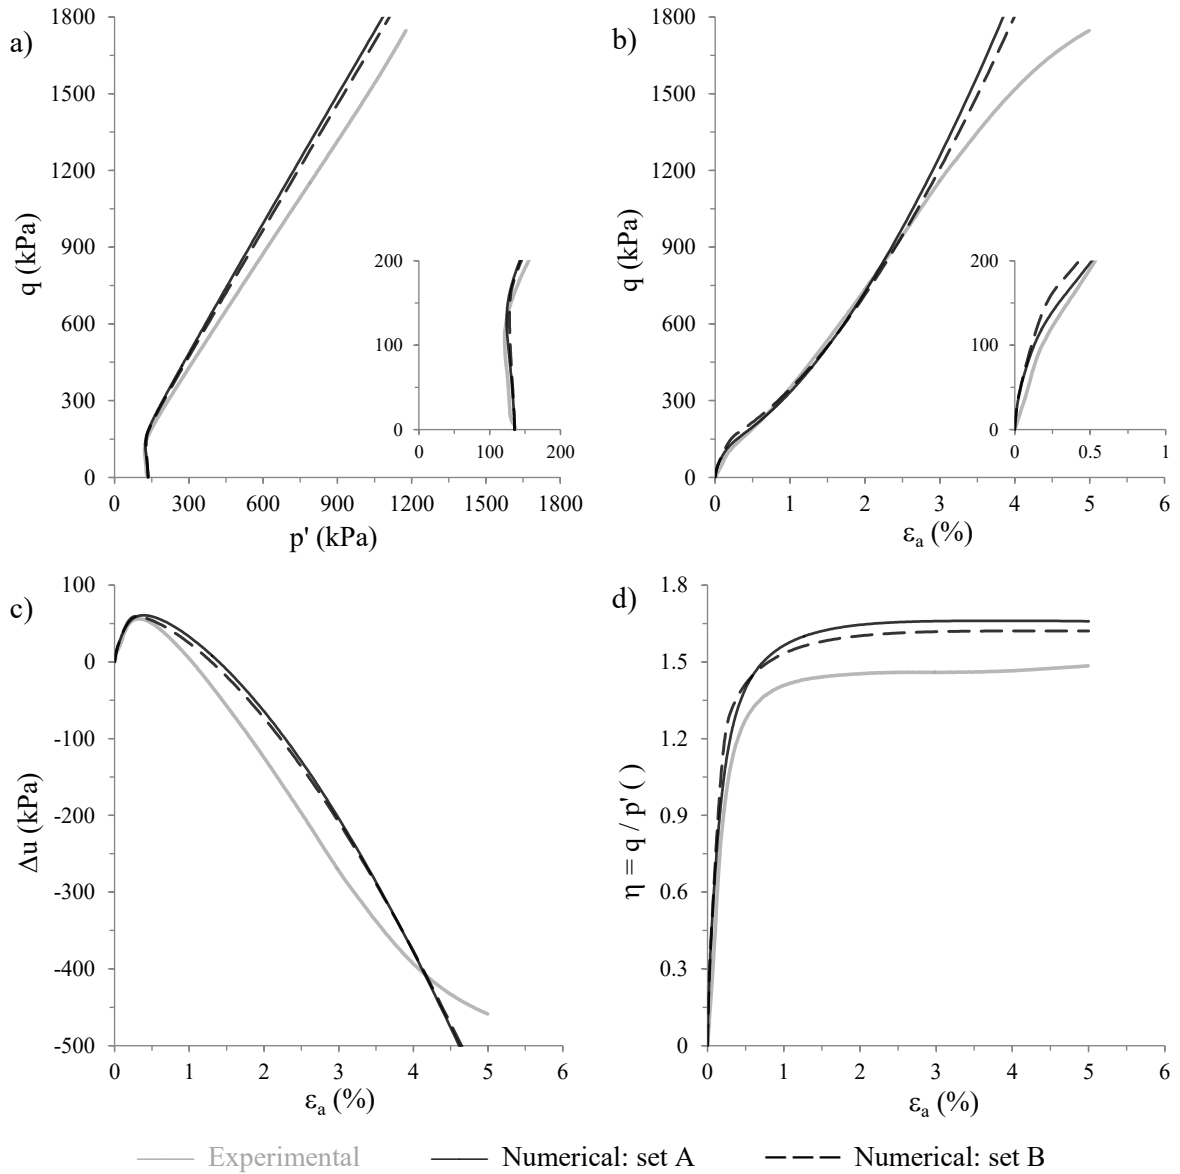 a)
1800
1500
1200
900
600
300
0
q (kPa)
200
100
0
0 100 200
0 300 600 900 1200 1500 1800
p' (kPa)
b)
1800
1500
1200
900
600
300
0
q (kPa)
200
100
0
0 0.5 1
0 1 2 3 4 5 6
εa (%)
c)
100
0
-100
-200
-300
-400
-500
Δu (kPa)
0 1 2 3 4 5 6
εa (%)
d)
1.8
1.5
1.2
0.9
0.6
0.3
0
η = q / p' ( )
0 1 2 3 4 5 6
εa (%)
Experimental Numerical: set A Numerical: set B